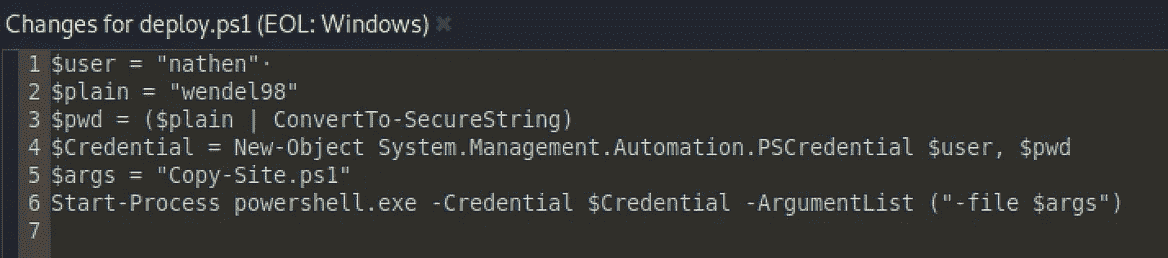 Changes for deploy.ps1 (EOL: Windows) ×
1 $user = "nathen"·
2 $plain = "wendel98"
3 $pwd = ($plain | ConvertTo-SecureString)
4 $Credential = New-Object System.Management.Automation.PSCredential $user, $pwd
5 $args = "Copy-Site.ps1"
6 Start-Process powershell.exe -Credential $Credential -ArgumentList ("-file $args")
7